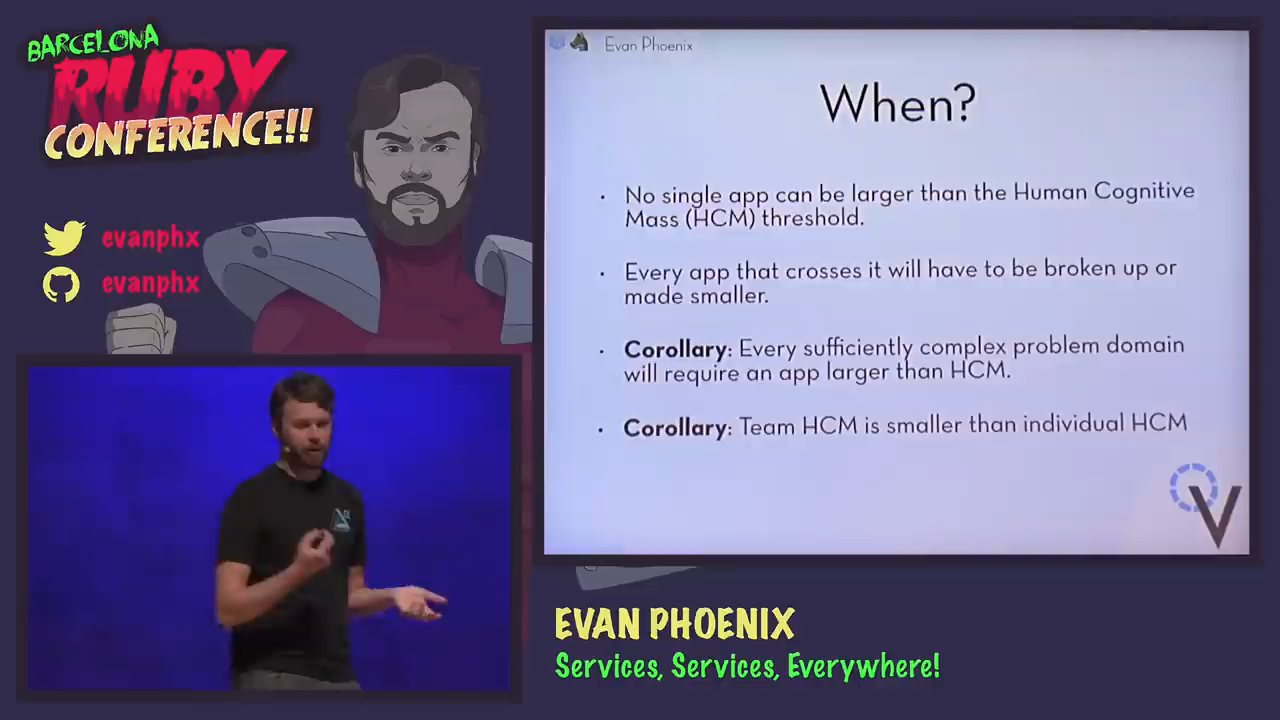 BARCELONA
RUBY
CONFERENCE!!
evanphx
evanphx
Evan Phoenix
When?
· No single app can be larger than the Human Cognitive
Mass (HCM) threshold.
· Every app that crosses it will have to be broken up or
made smaller.
· Corollary: Every sufficiently complex problem domain
will require an app larger than HCM.
· Corollary: Team HCM is smaller than individual HCM
V
EVAN PHOENIX
Services, Services, Everywhere!